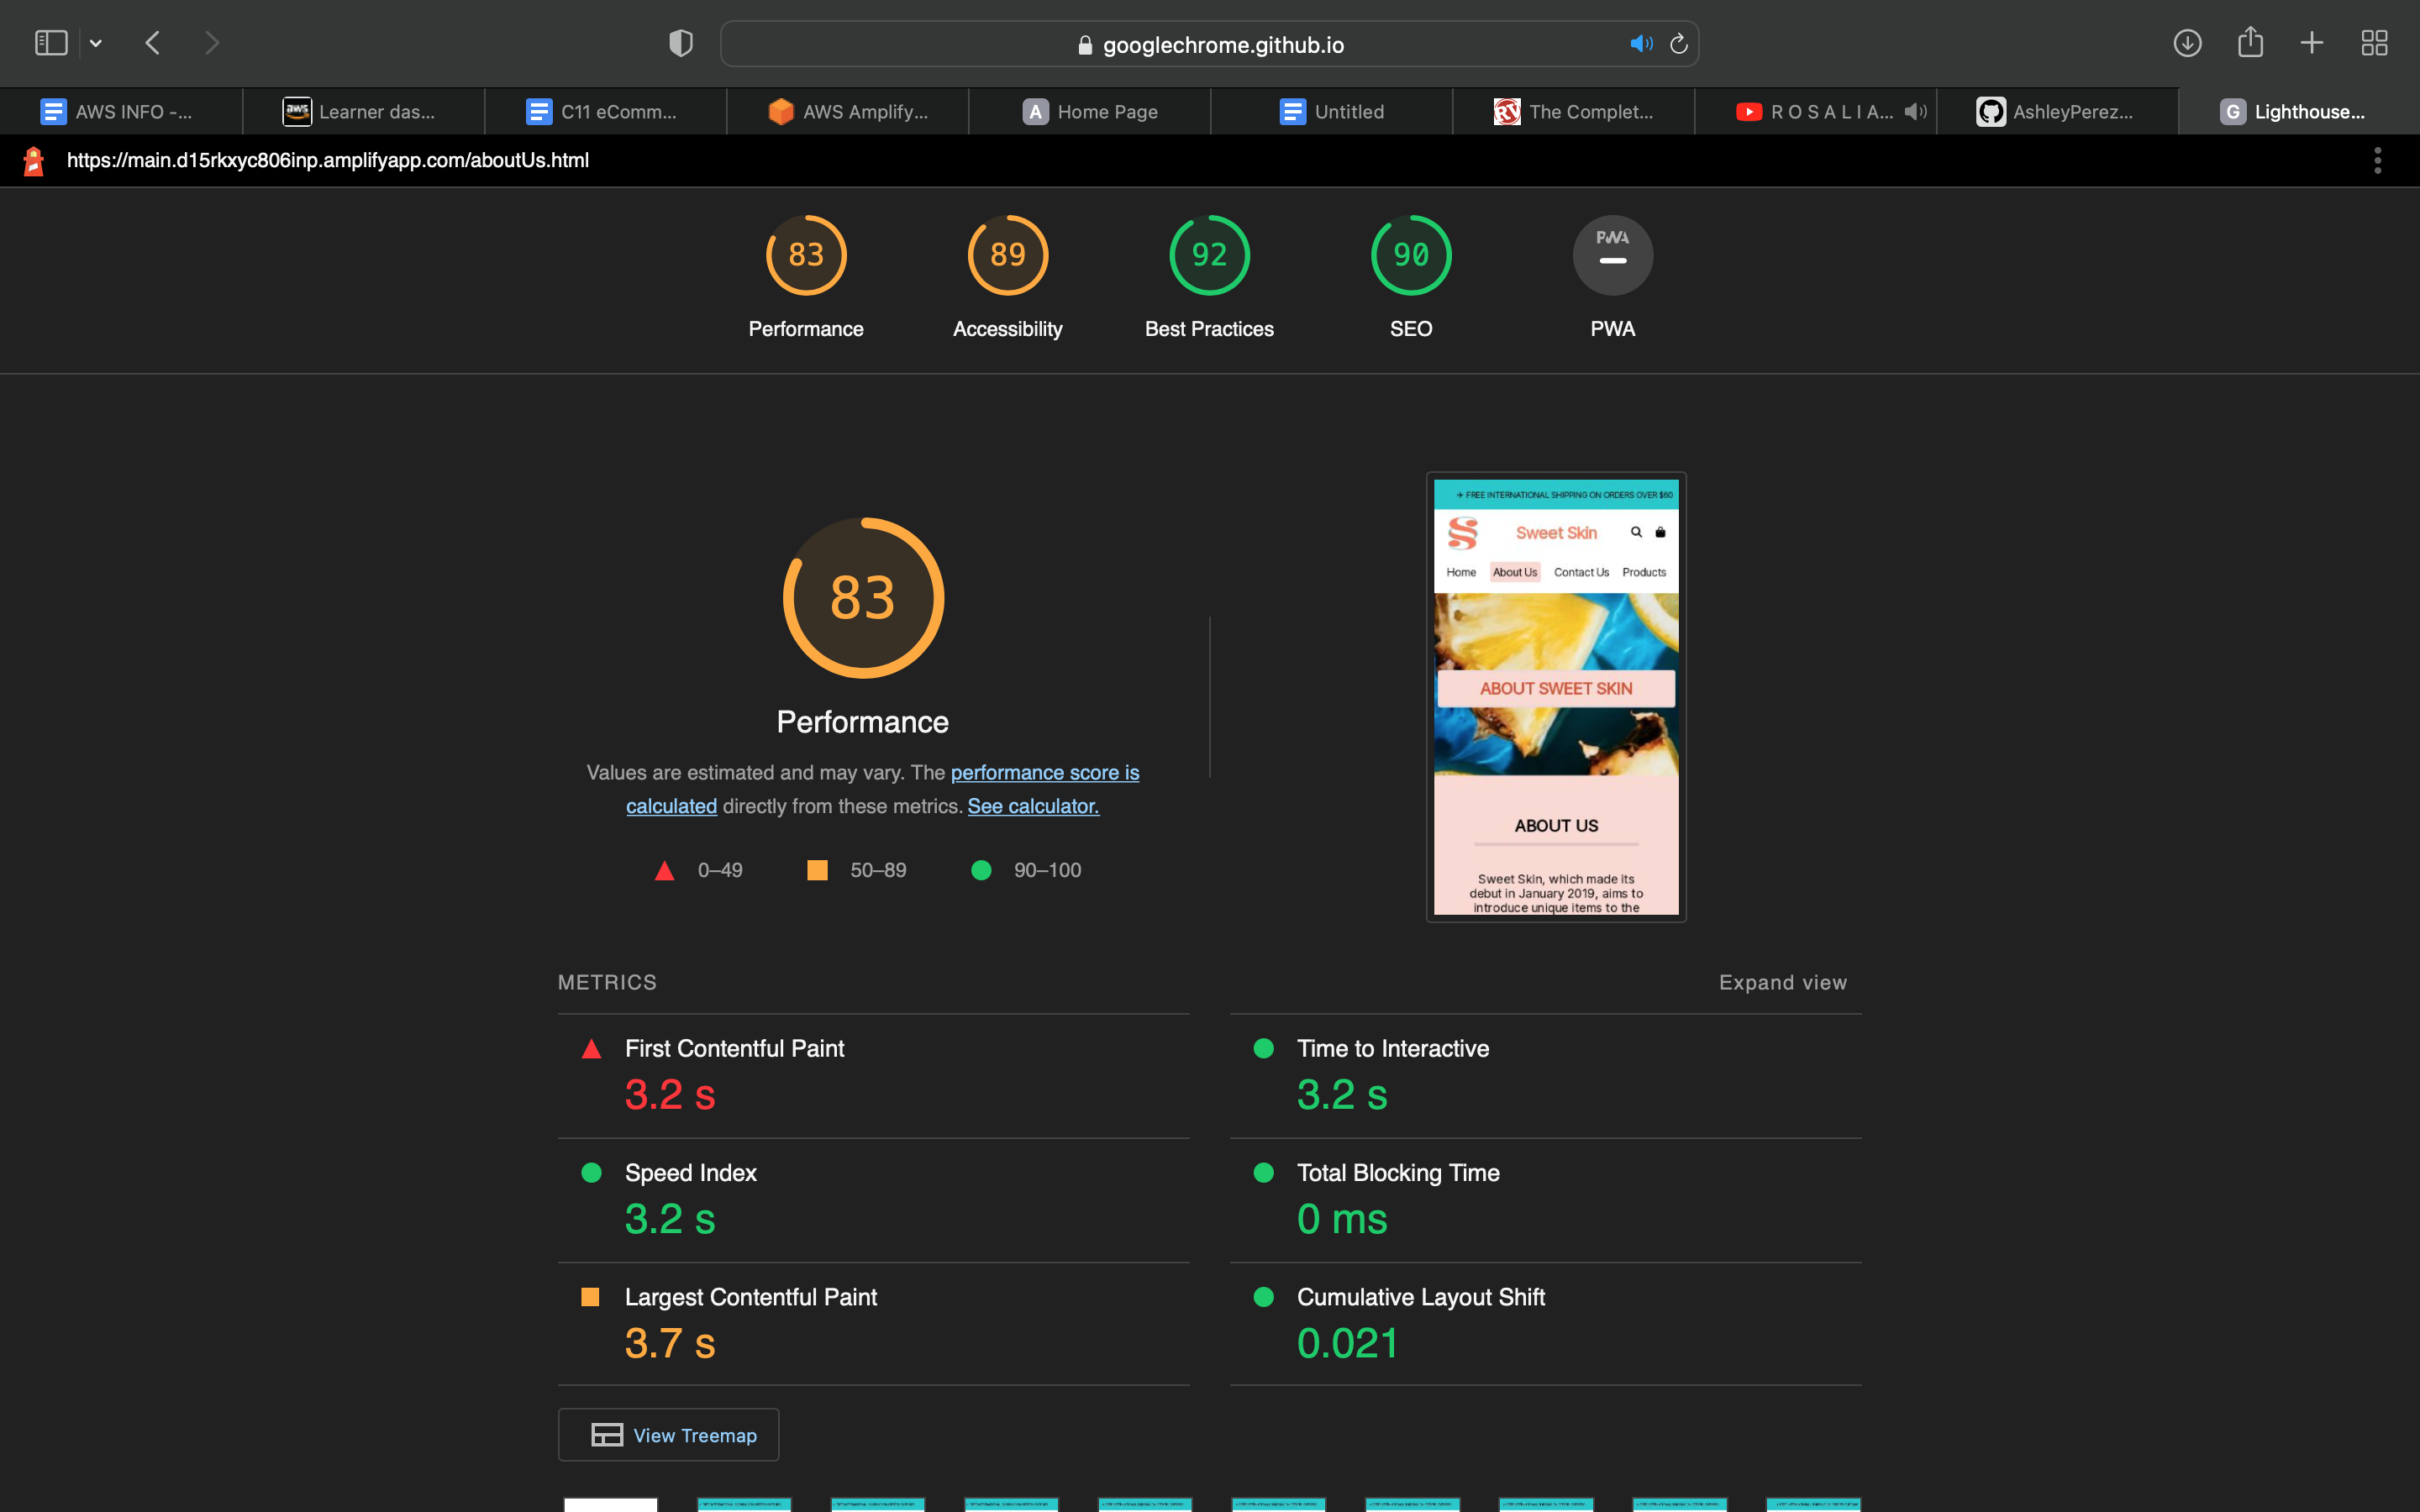 googlechrome.github.io
AWS INFO -...
aws Learner das...
C11 eComm...
AWS Amplify...
A Home Page
Untitled
RV The Complet...
R O S A L I A...
AshleyPerez...
G Lighthouse...
https://main.d15rkxyc806inp.amplifyapp.com/aboutUs.html
83
Performance
89
Accessibility
92
Best Practices
90
SEO
PWA
PWA
83
Performance
Values are estimated and may vary. The performance score is
calculated directly from these metrics. See calculator.
0–49
50–89
90–100
✈ FREE INTERNATIONAL SHIPPING ON ORDERS OVER $60
S Sweet Skin
Home About Us Contact Us Products
ABOUT SWEET SKIN
ABOUT US
Sweet Skin, which made its
debut in January 2019, aims to
introduce unique items to the
METRICS
Expand view
First Contentful Paint
3.2 s
Time to Interactive
3.2 s
Speed Index
3.2 s
Total Blocking Time
0 ms
Largest Contentful Paint
3.7 s
Cumulative Layout Shift
0.021
View Treemap